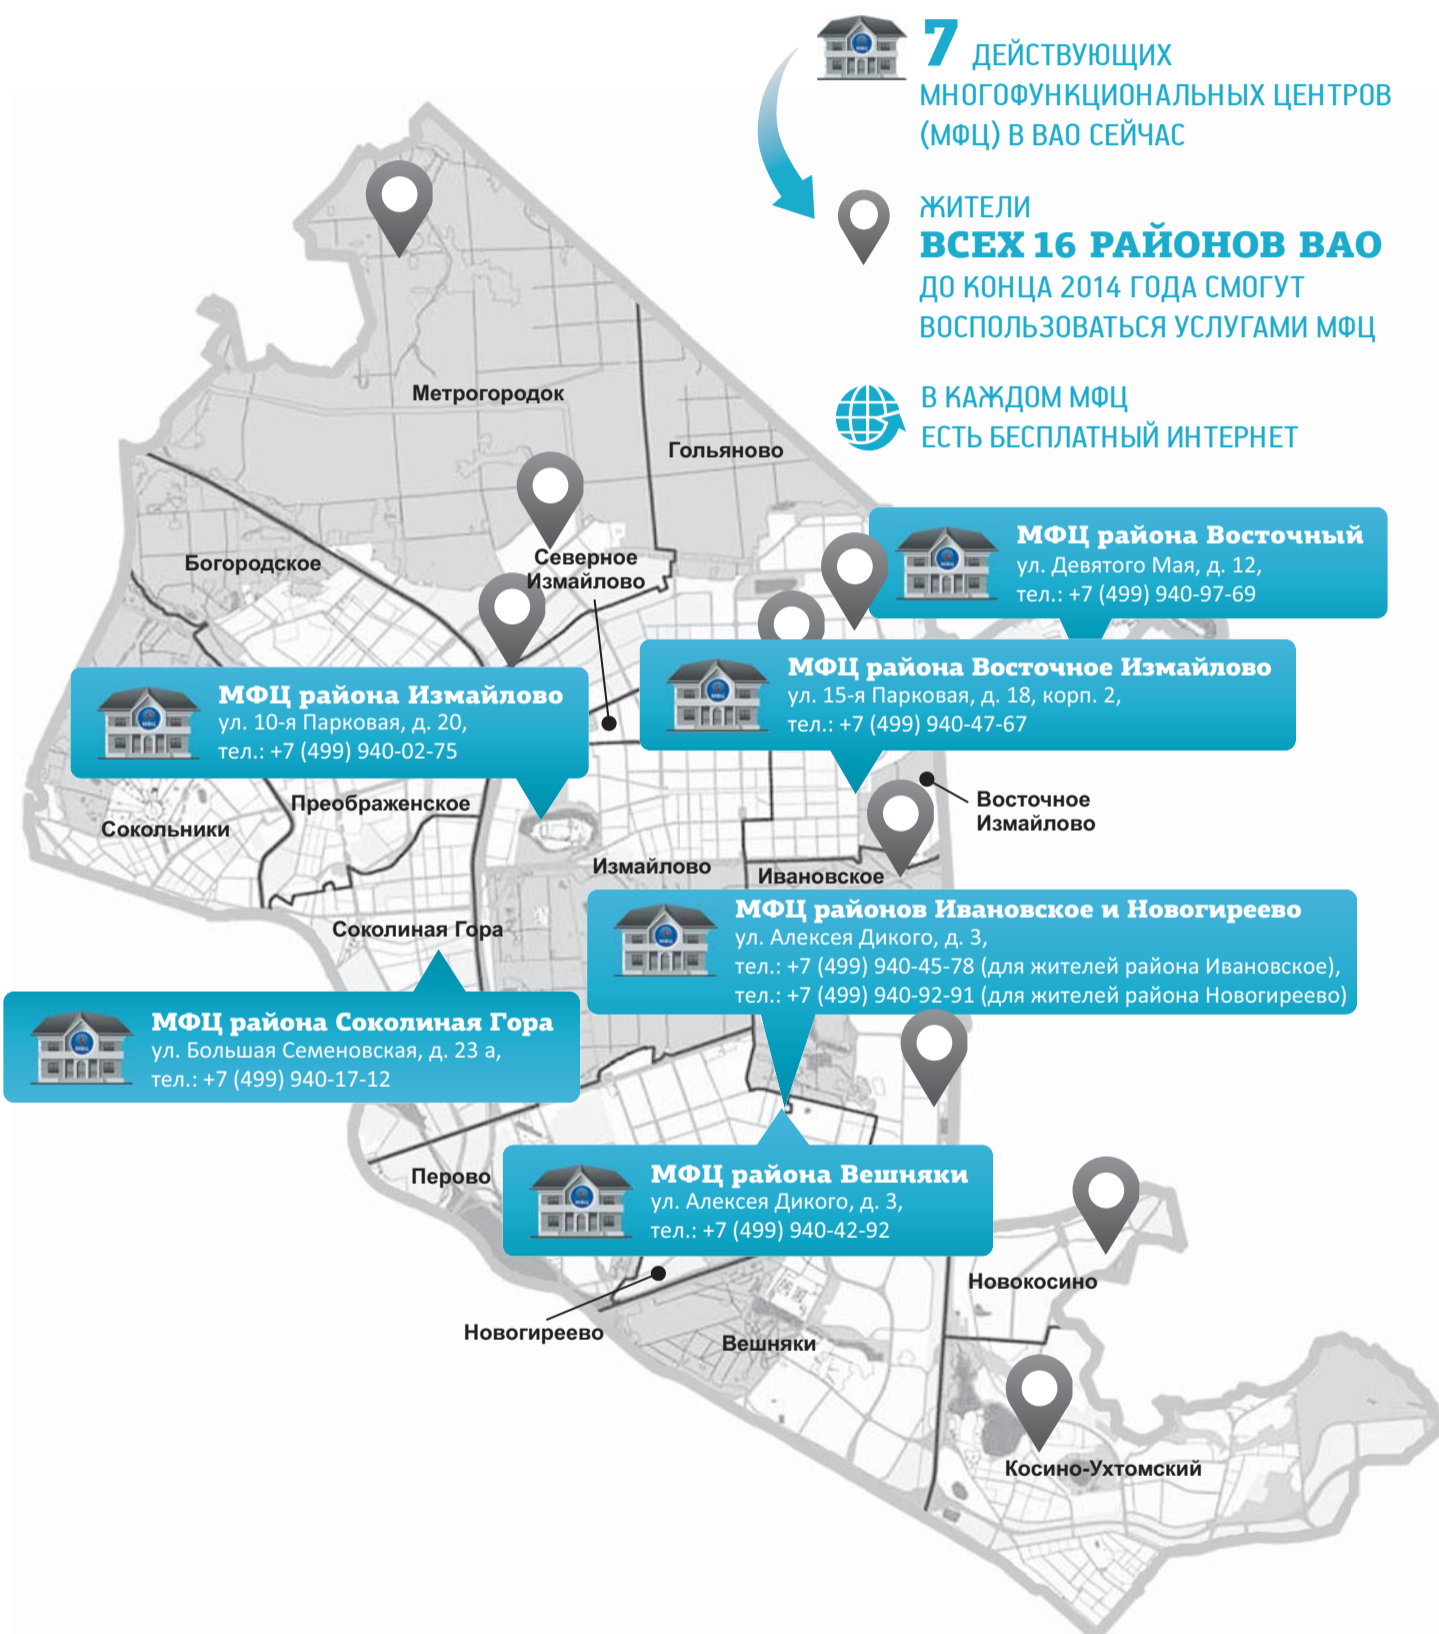 7 ДЕЙСТВУЮЩИХ
МНОГОФУНКЦИОНАЛЬНЫХ ЦЕНТРОВ
(МФЦ) В ВАО СЕЙЧАС
ЖИТЕЛИ
ВСЕХ 16 РАЙОНОВ ВАО
ДО КОНЦА 2014 ГОДА СМОГУТ
ВОСПОЛЬЗОВАТЬСЯ УСЛУГАМИ МФЦ
В КАЖДОМ МФЦ
ЕСТЬ БЕСПЛАТНЫЙ ИНТЕРНЕТ
Метрогородок
Гольяново
Богородское
Северное
Измайлово
МФЦ района Восточный
ул. Девятого Мая, д. 12,
тел.: +7 (499) 940-97-69
МФЦ района Восточное Измайлово
ул. 15-я Парковая, д. 18, корп. 2,
тел.: +7 (499) 940-47-67
МФЦ района Измайлово
ул. 10-я Парковая, д. 20,
тел.: +7 (499) 940-02-75
Преображенское
Сокольники
Восточное
Измайлово
Измайлово
Ивановское
Соколиная Гора
МФЦ районов Ивановское и Новогиреево
ул. Алексея Дикого, д. 3,
тел.: +7 (499) 940-45-78 (для жителей района Ивановское),
тел.: +7 (499) 940-92-91 (для жителей района Новогиреево)
МФЦ района Соколиная Гора
ул. Большая Семеновская, д. 23 а,
тел.: +7 (499) 940-17-12
Перово
МФЦ района Вешняки
ул. Алексея Дикого, д. 3,
тел.: +7 (499) 940-42-92
Новокосино
Новогиреево
Вешняки
Косино-Ухтомский